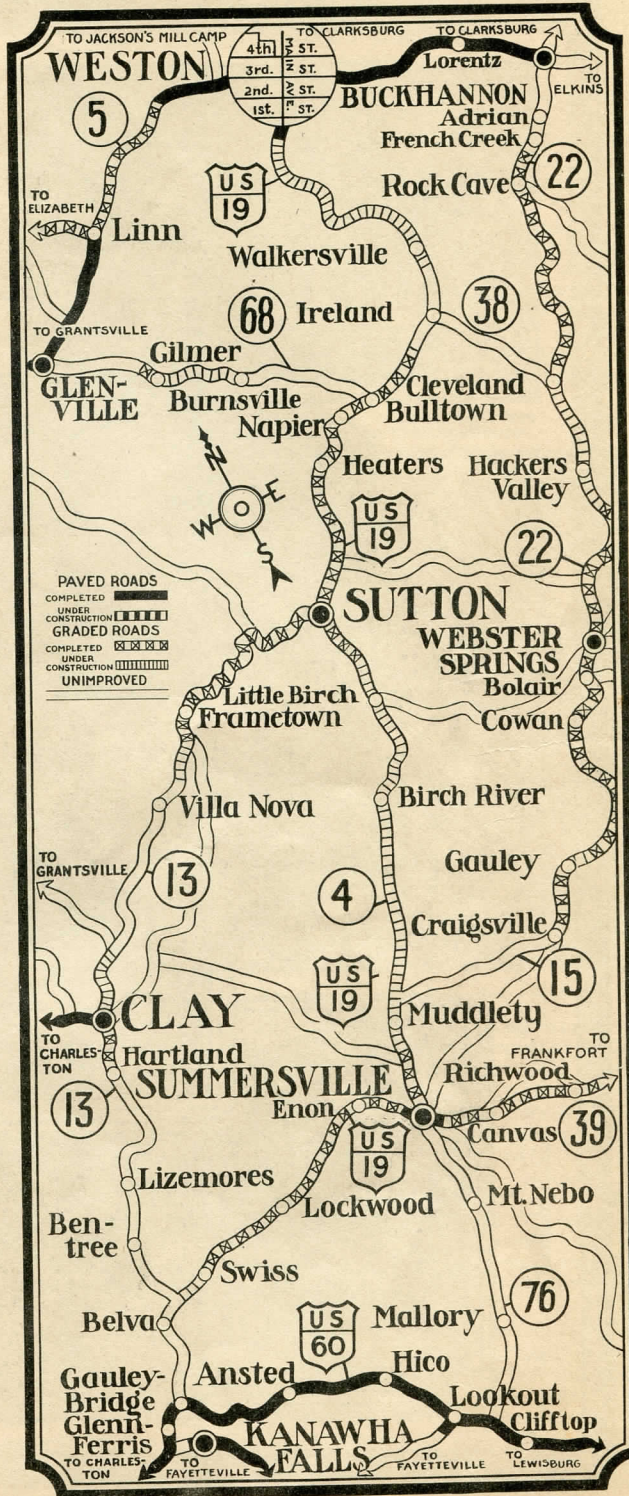 TO JACKSON'S MILL CAMP
TO CLARKSBURG
TO CLARKSBURG
WESTON
4th
3rd.
2nd.
1st.
MAIN AVE.
ST.
ST.
ST.
ST.
Lorentz
TO
ELKINS
BUCKHANNON
Adrian
French Creek
5
US
19
Rock Cave
22
TO
ELIZABETH
Linn
Walkersville
68
Ireland
38
TO GRANTSVILLE
Gilmer
GLEN-
VILLE
Burnsville
Cleveland
Bulltown
Napier
Heaters
Hackers
Valley
N
E
W
S
US
19
22
PAVED ROADS
COMPLETED
UNDER
CONSTRUCTION
GRADED ROADS
COMPLETED
UNDER
CONSTRUCTION
UNIMPROVED
SUTTON
WEBSTER
SPRINGS
Bolair
Little Birch
Frametown
Cowan
Villa Nova
Birch River
TO
GRANTSVILLE
13
4
Gauley
Craigsville
15
US
19
CLAY
Muddlety
TO
CHARLES-
TON
Hartland
TO
FRANKFORT
Richwood
13
SUMMERSVILLE
Enon
Canvas
39
US
19
Lizemores
Lockwood
Mt. Nebo
Ben-
tree
Swiss
76
Belva
US
60
Mallory
Gauley-
Bridge
Ansted
Hico
Lookout
Glenn-
Ferris
KANAWHA
FALLS
Clifftop
TO CHARLES-
TON
TO
FAYETTEVILLE
TO
FAYETTEVILLE
TO
LEWISBURG